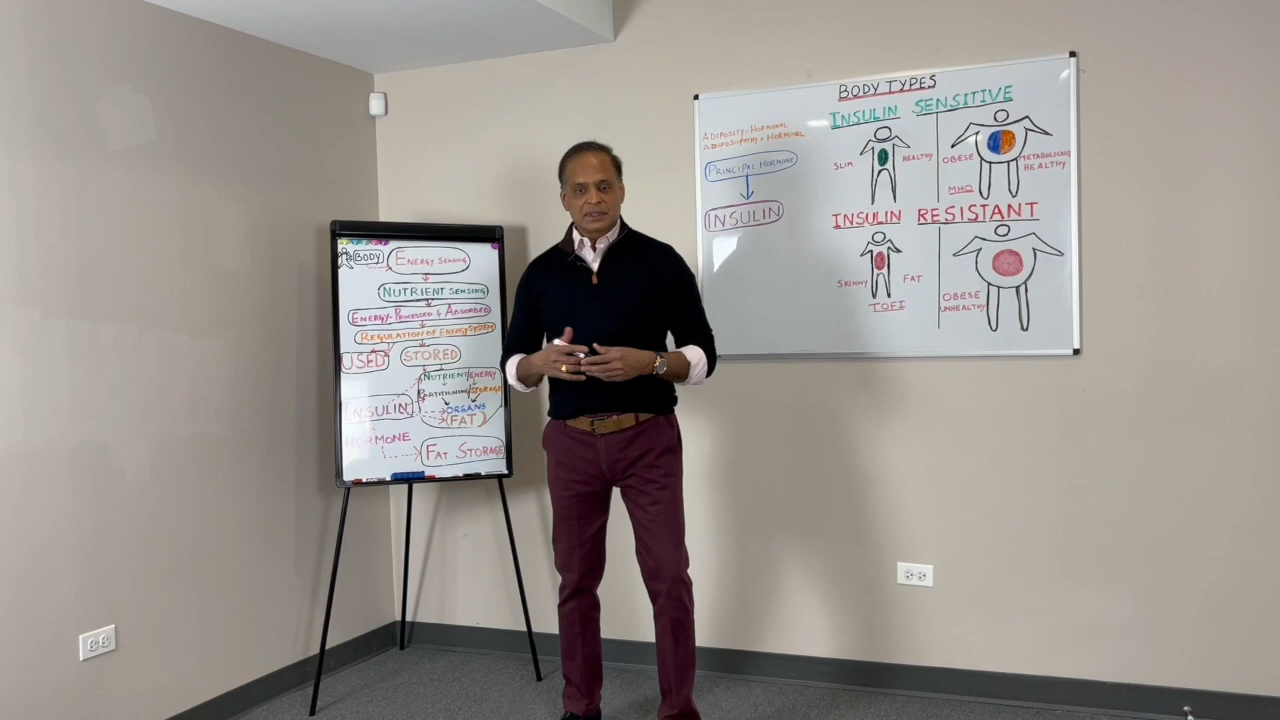 BODY
ENERGY SENSING
NUTRIENT SENSING
ENERGY-PROCESSED & ABSORBED
REGULATION OF ENERGY SYSTEM
USED
STORED
NUTRIENT/ENERGY
PARTITIONING/STORAGE
INSULIN
ORGANS
(FAT)
HORMONE
FAT STORAGE
BODY TYPES
INSULIN SENSITIVE
ADIPOSITY=HORMONAL
ADIPOSOPATHY=HORMONAL
PRINCIPAL HORMONE
INSULIN
SLIM
HEALTHY
OBESE
METABOLICALLY
HEALTHY
MHO
INSULIN RESISTANT
SKINNY
FAT
TOFI
OBESE
UNHEALTHY